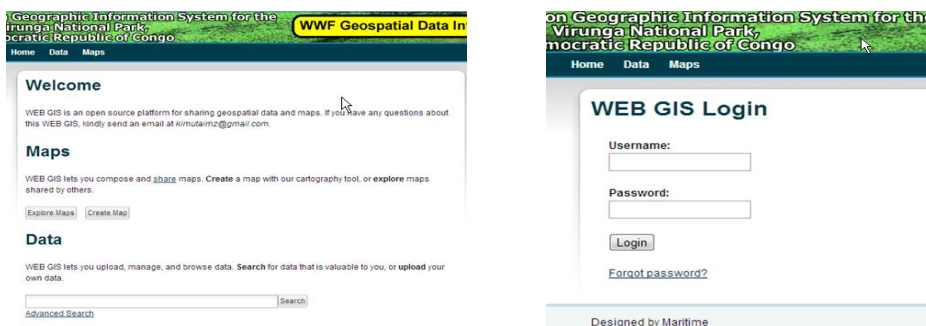 Geographic Information System for the
irunga National Park,
ocratic Republic of Congo
WWF Geospatial Data In
Home Data Maps
Welcome
WEB GIS is an open source platform for sharing geospatial data and maps. If you have any questions about
this WEB GIS, kindly send an email at kimutaimz@gmail.com.
Maps
WEB GIS lets you compose and share maps. Create a map with our cartography tool, or explore maps
shared by others.
Explore Maps Create Map
Data
WEB GIS lets you upload, manage, and browse data. Search for data that is valuable to you, or upload your
own data.
Search
Advanced Search
on Geographic Information System for the
Virunga National Park,
mocratic Republic of Congo
Home Data Maps
WEB GIS Login
Username:
Password:
Login
Forgot password?
Designed by Maritime